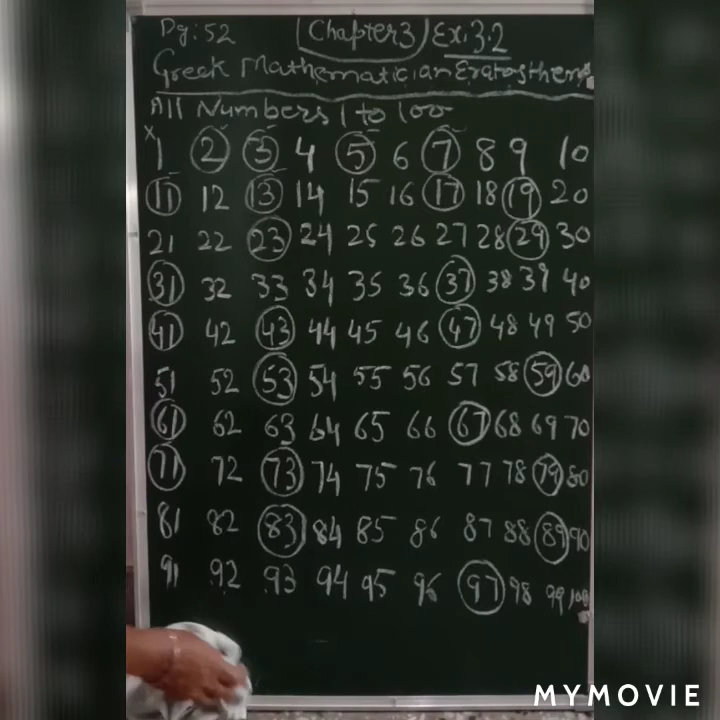 Pg: 52 Chapter 3 Ex: 3.2
Greek Mathematician Eratosthenes
All Numbers 1 to 100
x
1 2 3 4 5 6 7 8 9 10
11 12 13 14 15 16 17 18 19 20
21 22 23 24 25 26 27 28 29 30
31 32 33 34 35 36 37 38 39 40
41 42 43 44 45 46 47 48 49 50
51 52 53 54 55 56 57 58 59 60
61 62 63 64 65 66 67 68 69 70
71 72 73 74 75 76 77 78 79 80
81 82 83 84 85 86 87 88 89 90
91 92 93 94 95 96 97 98 99 100
MYMOVIE